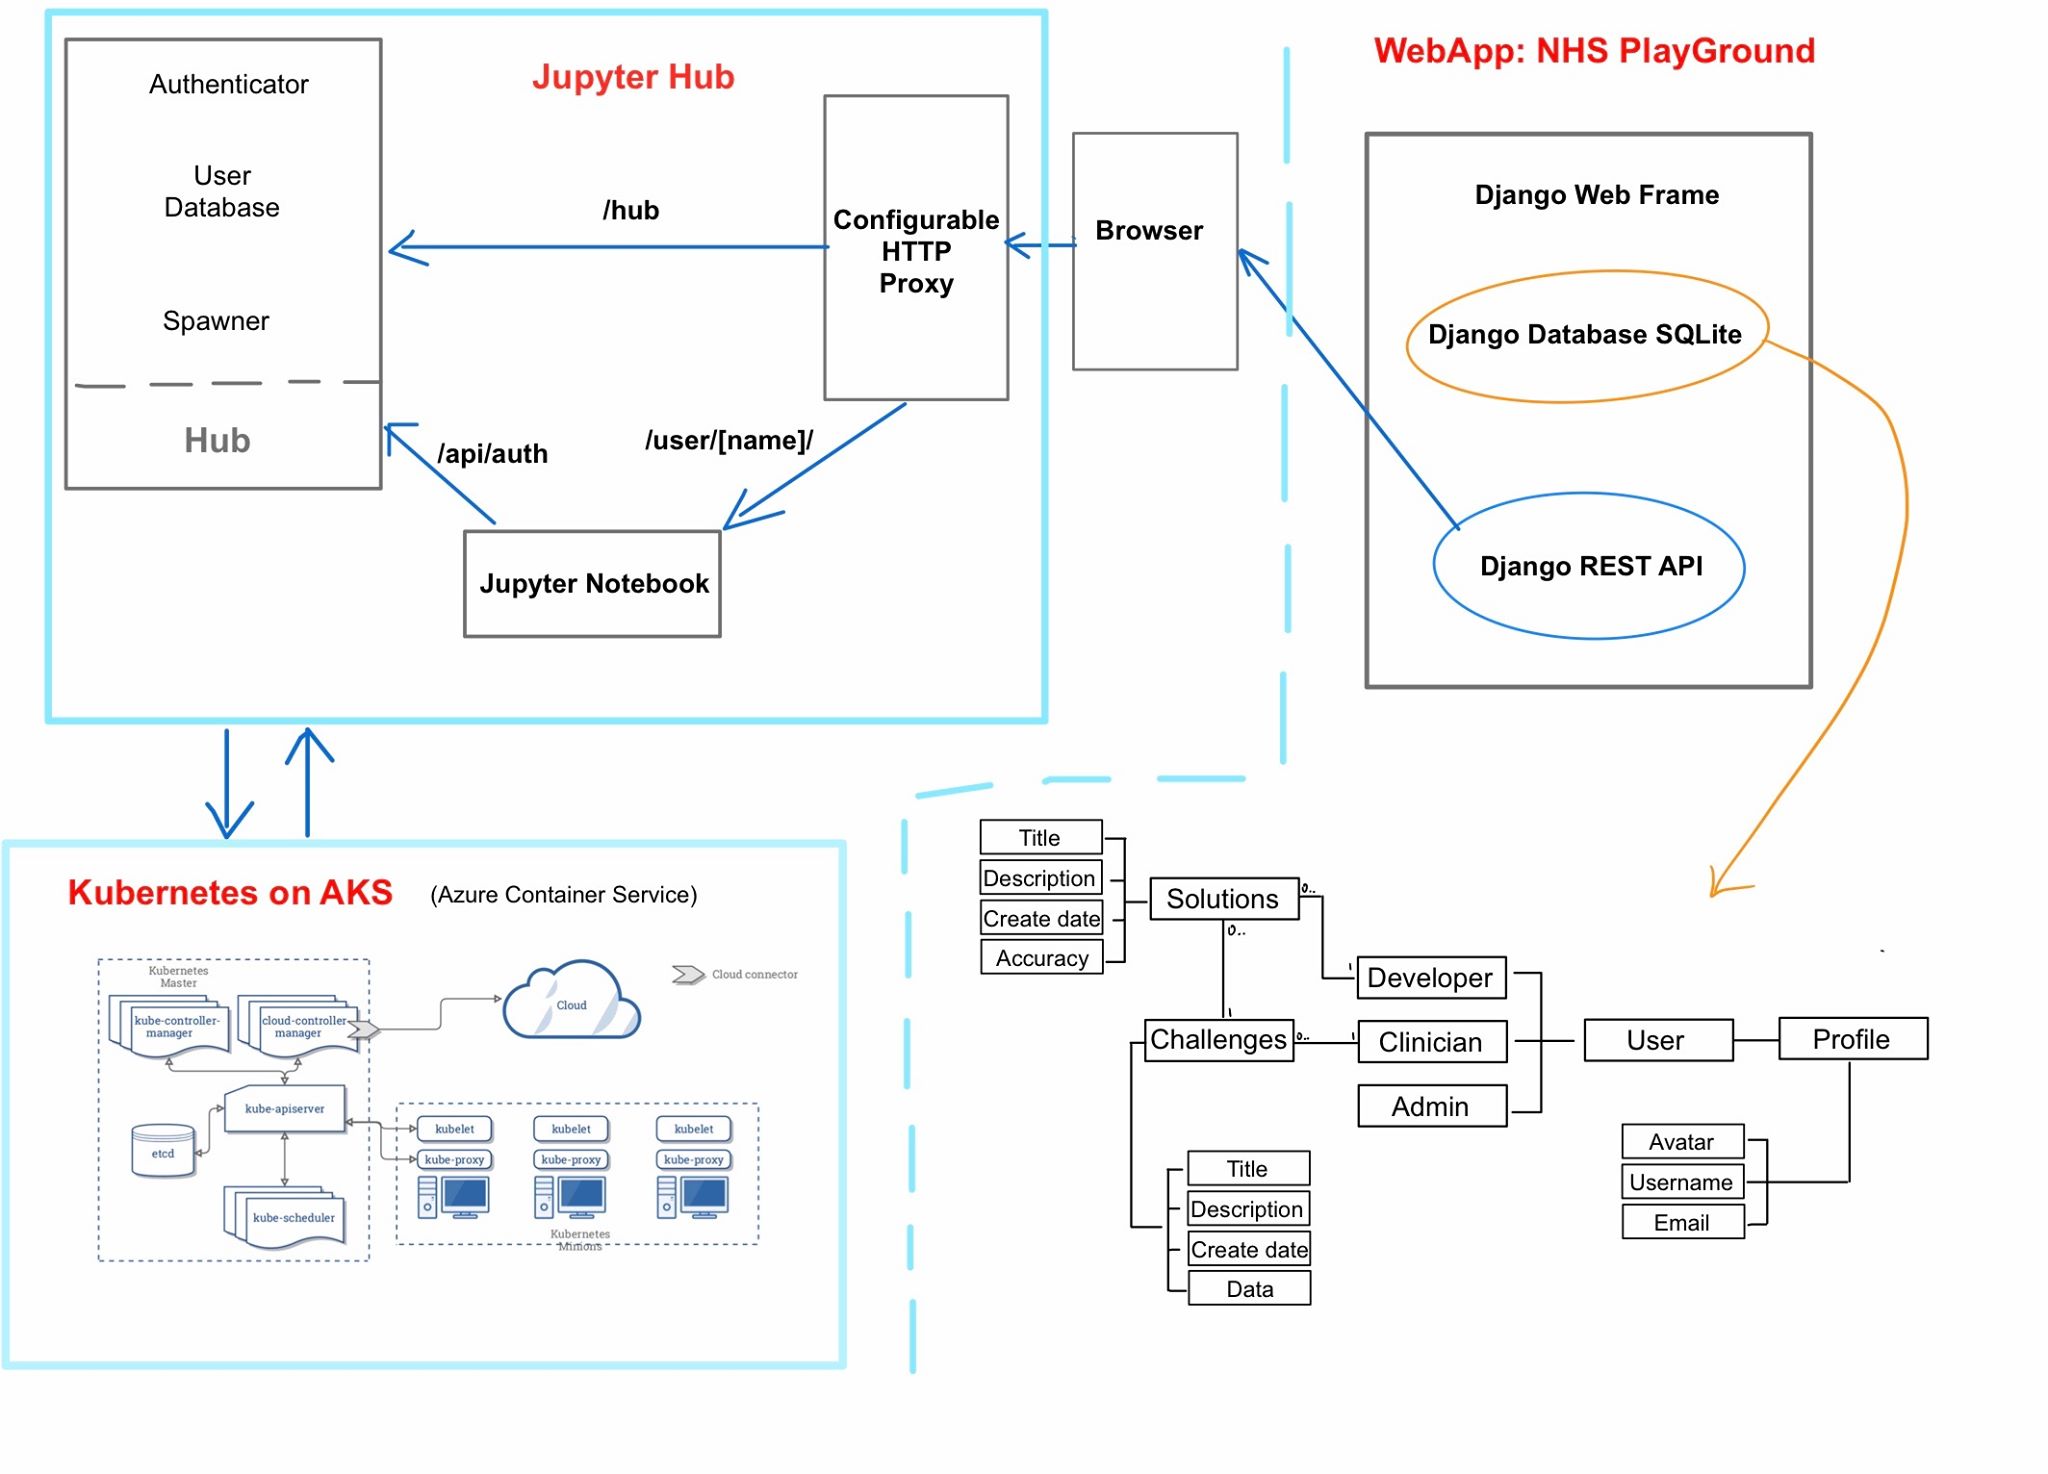 Jupyter Hub
Authenticator
User
Database
Spawner
Hub
/hub
/api/auth
/user/[name]/
Configurable
HTTP
Proxy
Jupyter Notebook
Browser
WebApp: NHS PlayGround
Django Web Frame
Django Database SQLite
Django REST API
Kubernetes on AKS
(Azure Container Service)
Kubernetes
Master
kube-controller-
manager
cloud-controller
manager
Cloud
Cloud connector
kube-apiserver
etcd
kube-scheduler
kubelet
kubelet
kubelet
kube-proxy
kube-proxy
kube-proxy
Kubernetes
Minions
Title
Description
Create date
Accuracy
Solutions
0..
0..
1
Challenges
0..
1
1
Developer
Clinician
Admin
User
Profile
Title
Description
Create date
Data
Avatar
Username
Email